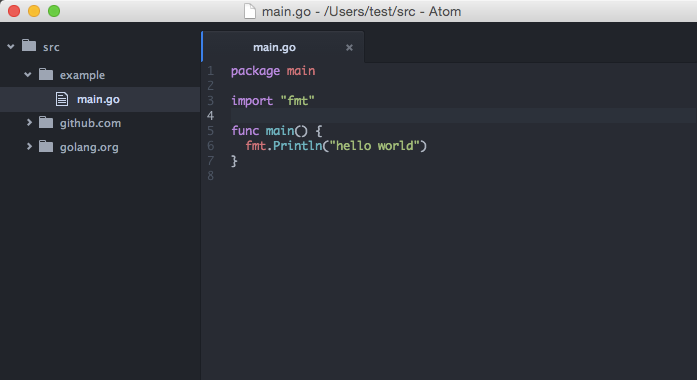 main.go - /Users/test/src - Atom
src
example
main.go
github.com
golang.org
main.go
1 package main
2
3 import "fmt"
4
5 func main() {
6   fmt.Println("hello world")
7 }
8